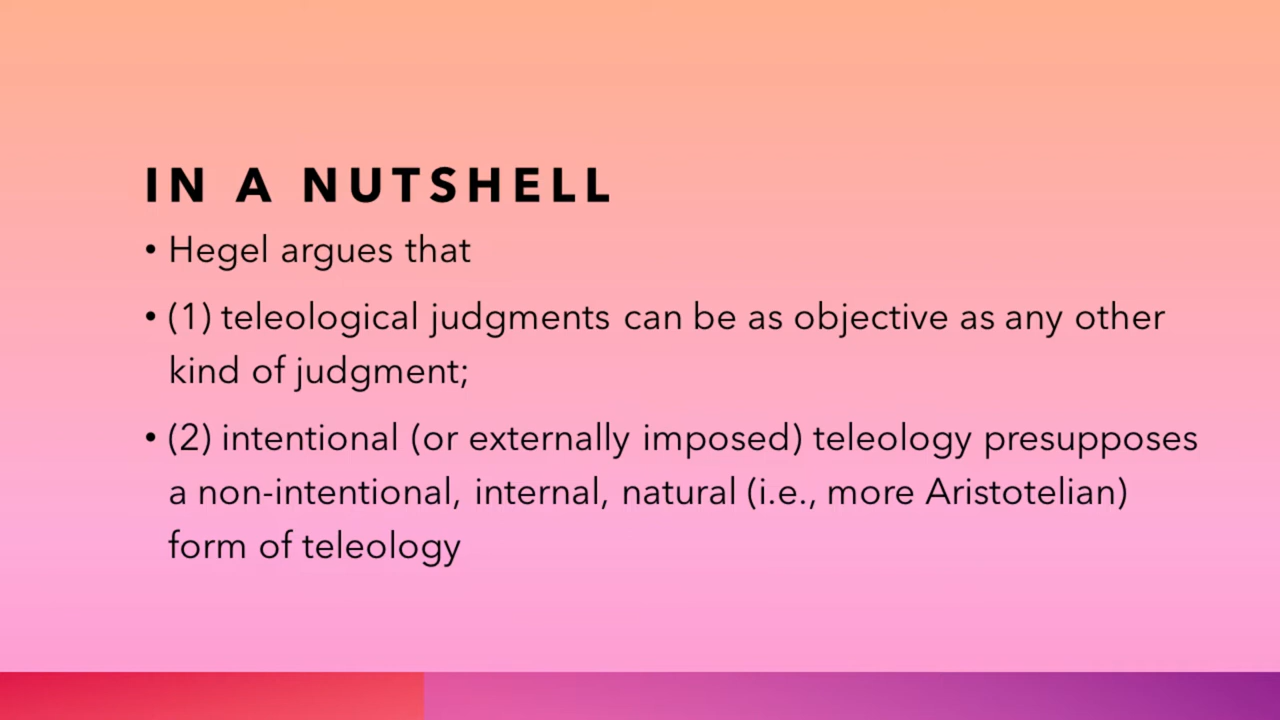 IN A NUTSHELL
• Hegel argues that
• (1) teleological judgments can be as objective as any other
kind of judgment;
• (2) intentional (or externally imposed) teleology presupposes
a non-intentional, internal, natural (i.e., more Aristotelian)
form of teleology